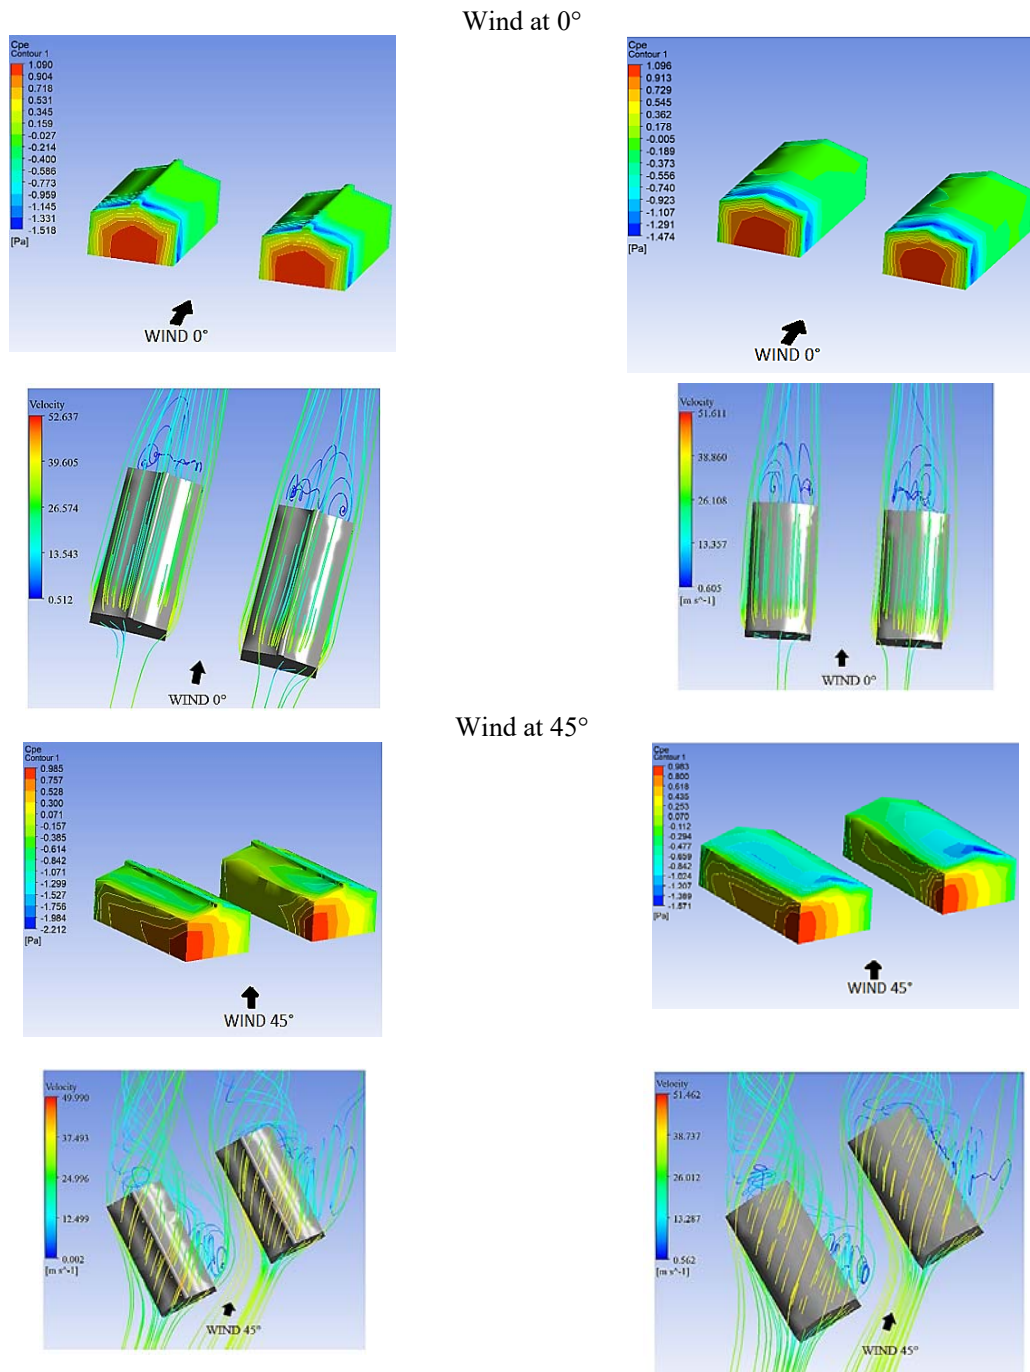 Wind at 0°
Cpe
Contour 1
1.090
0.904
0.718
0.531
0.345
0.159
-0.027
-0.214
-0.400
-0.586
-0.773
-0.959
-1.145
-1.331
-1.518
[Pa]
WIND 0°
Cpe
Contour 1
1.096
0.913
0.729
0.545
0.362
0.178
-0.005
-0.189
-0.373
-0.556
-0.740
-0.923
-1.107
-1.291
-1.474
[Pa]
WIND 0°
Velocity
52.637
39.605
26.574
13.543
0.512
WIND 0°
Velocity
51.611
38.860
26.108
13.357
0.605
[m s^-1]
WIND 0°
Wind at 45°
Cpe
Contour 1
0.985
0.757
0.528
0.300
0.071
-0.157
-0.385
-0.614
-0.842
-1.071
-1.299
-1.527
-1.756
-1.984
-2.212
[Pa]
WIND 45°
Cpe
Contour 1
0.983
0.800
0.618
0.435
0.253
0.070
-0.112
-0.294
-0.477
-0.659
-0.842
-1.024
-1.207
-1.389
-1.571
[Pa]
WIND 45°
Velocity
49.990
37.493
24.996
12.499
0.002
[m s^-1]
WIND 45°
Velocity
51.462
38.737
26.012
13.287
0.562
[m s^-1]
WIND 45°